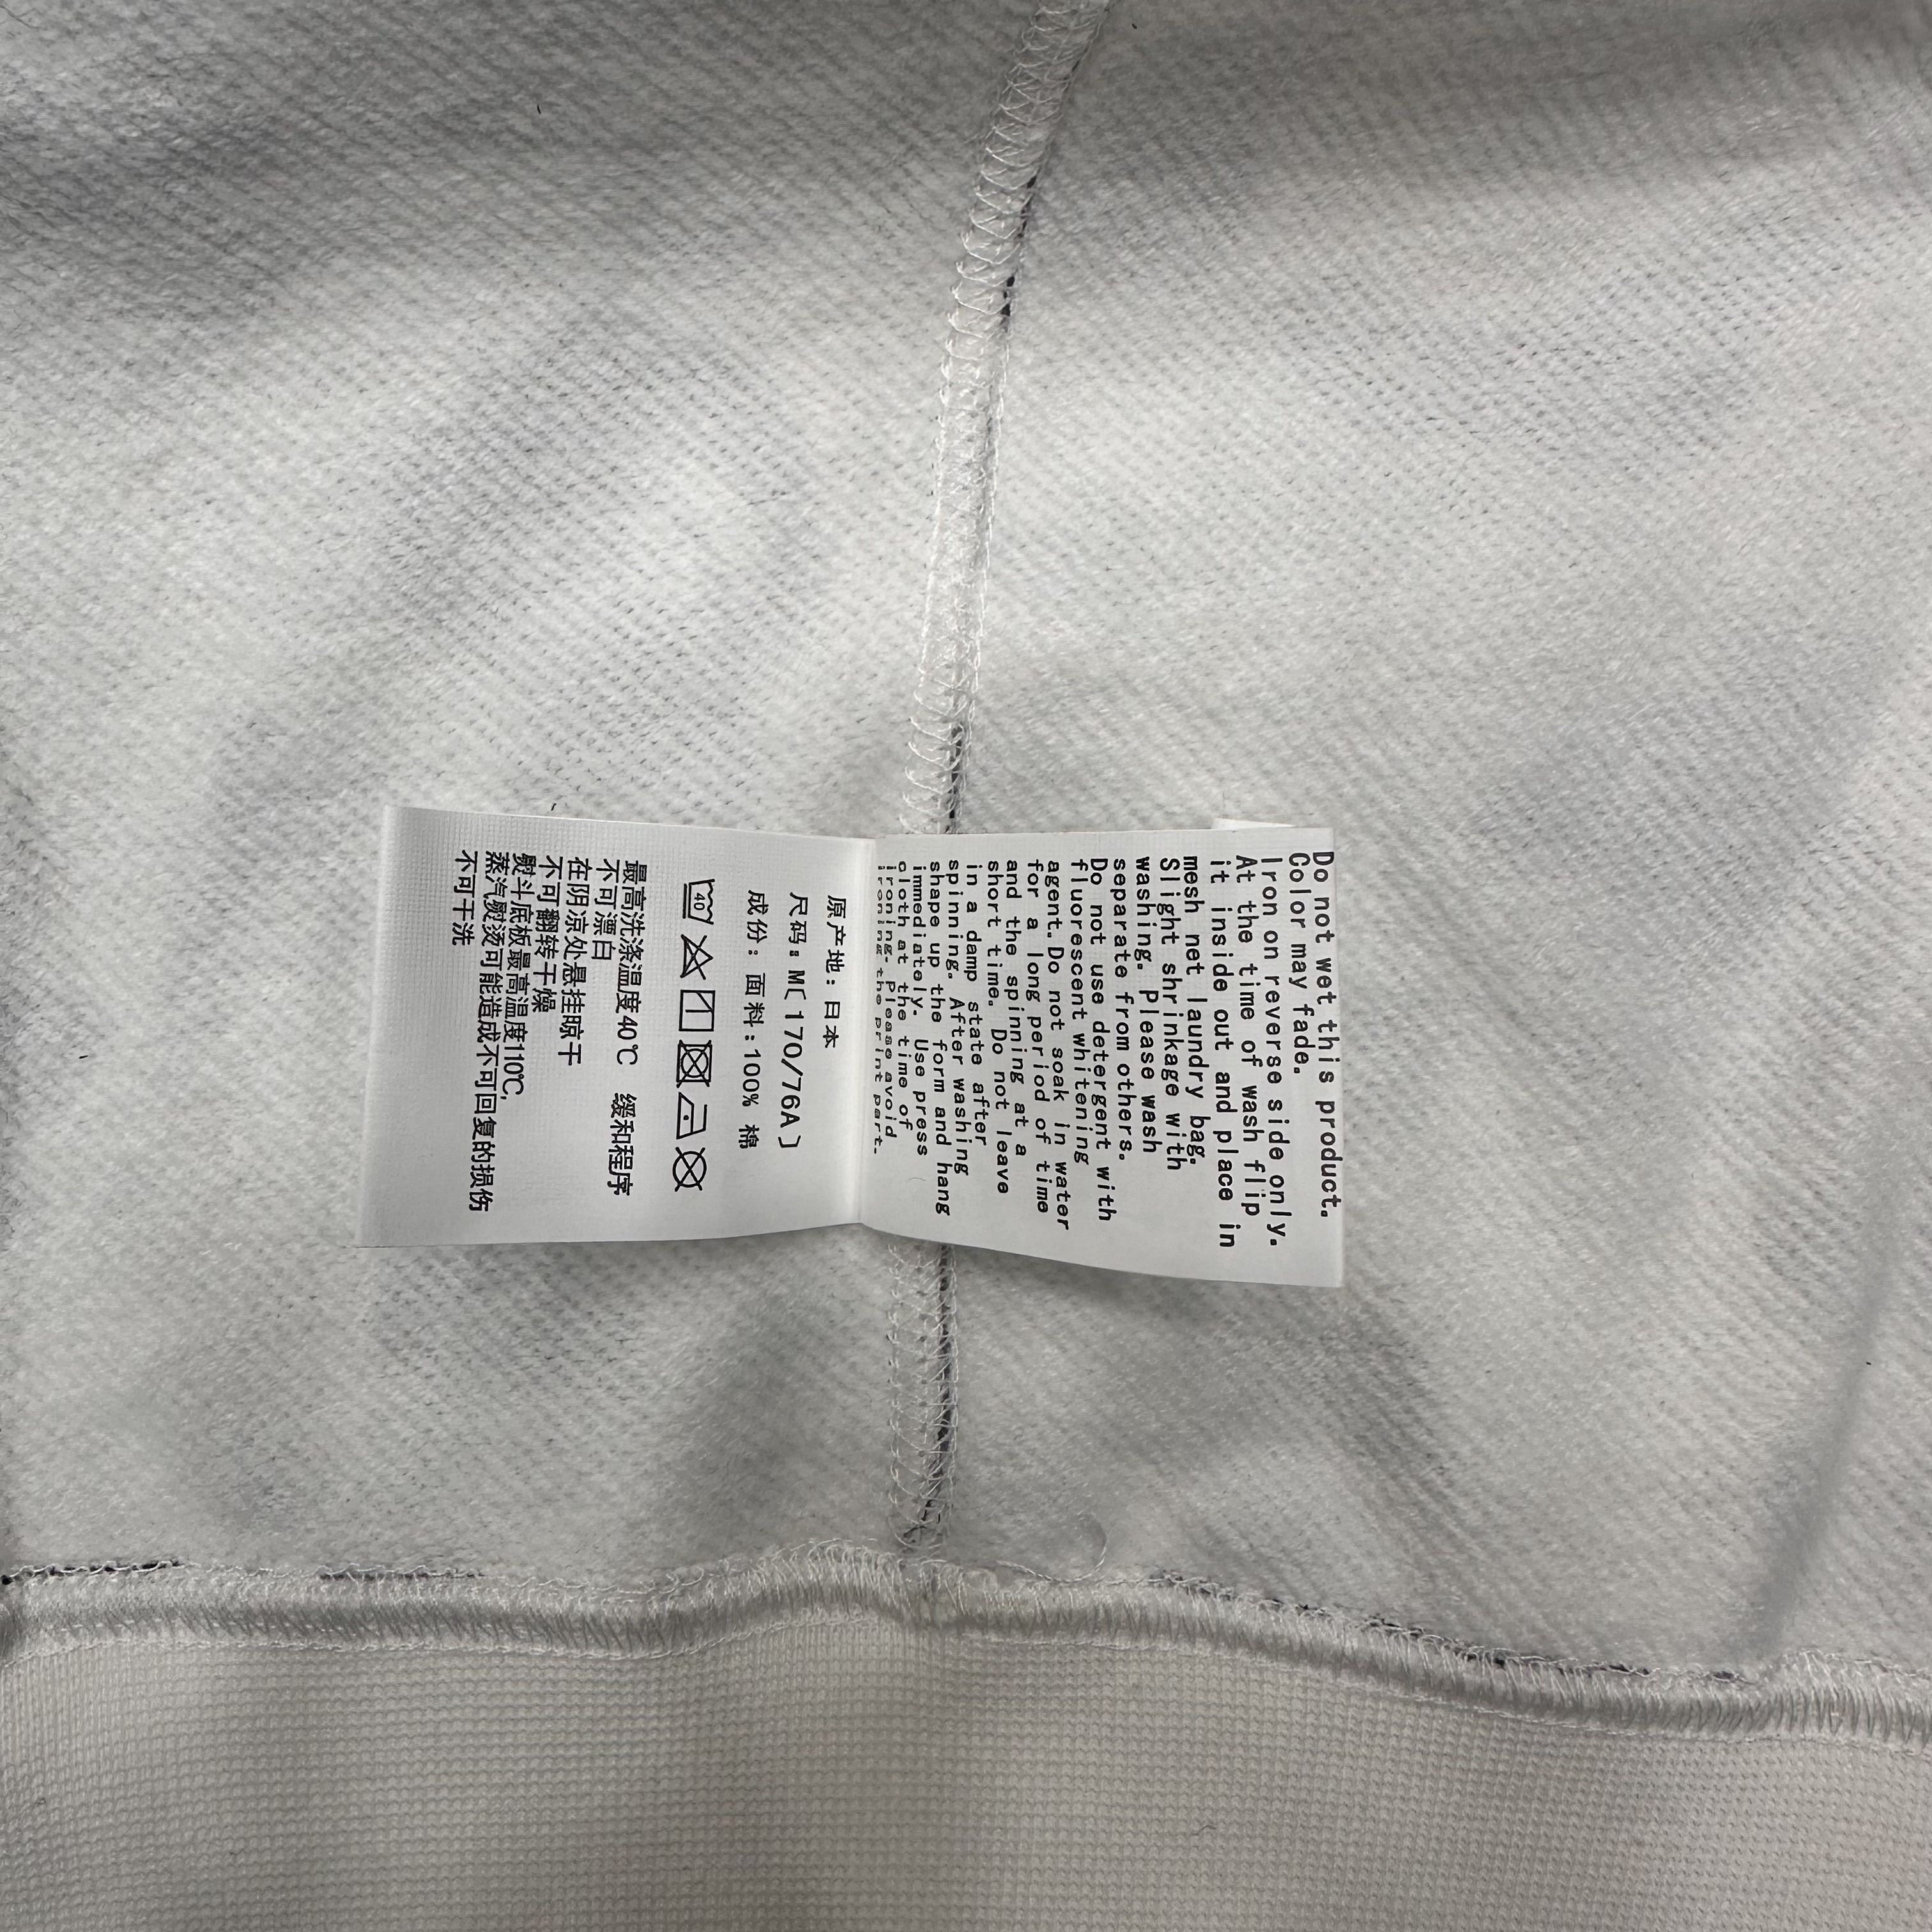 Do not wet this product.
Color may fade.
Iron on reverse side only.
At the time of wash flip
it inside out and place in
mesh net laundry bag.
Slight shrinkage with
washing. Please wash
separate from others.
Do not use detergent with
fluorescent whitening
agent. Do not soak in water
for a long period of time
and the spinning at a
short time. Do not leave
in a damp state after
spinning. After washing
shape up the form and hang
immediately. Use press
cloth at the time of
ironing. Please avoid
ironing the print part.
原产地：日本
尺码：M〔170/76A〕
成份：面料：100% 棉
40
最高洗涤温度40℃ 缓和程序
不可漂白
在阴凉处悬挂晾干
不可翻转干燥
熨斗底板最高温度110℃,
蒸汽熨烫可能造成不可回复的损伤
不可干洗